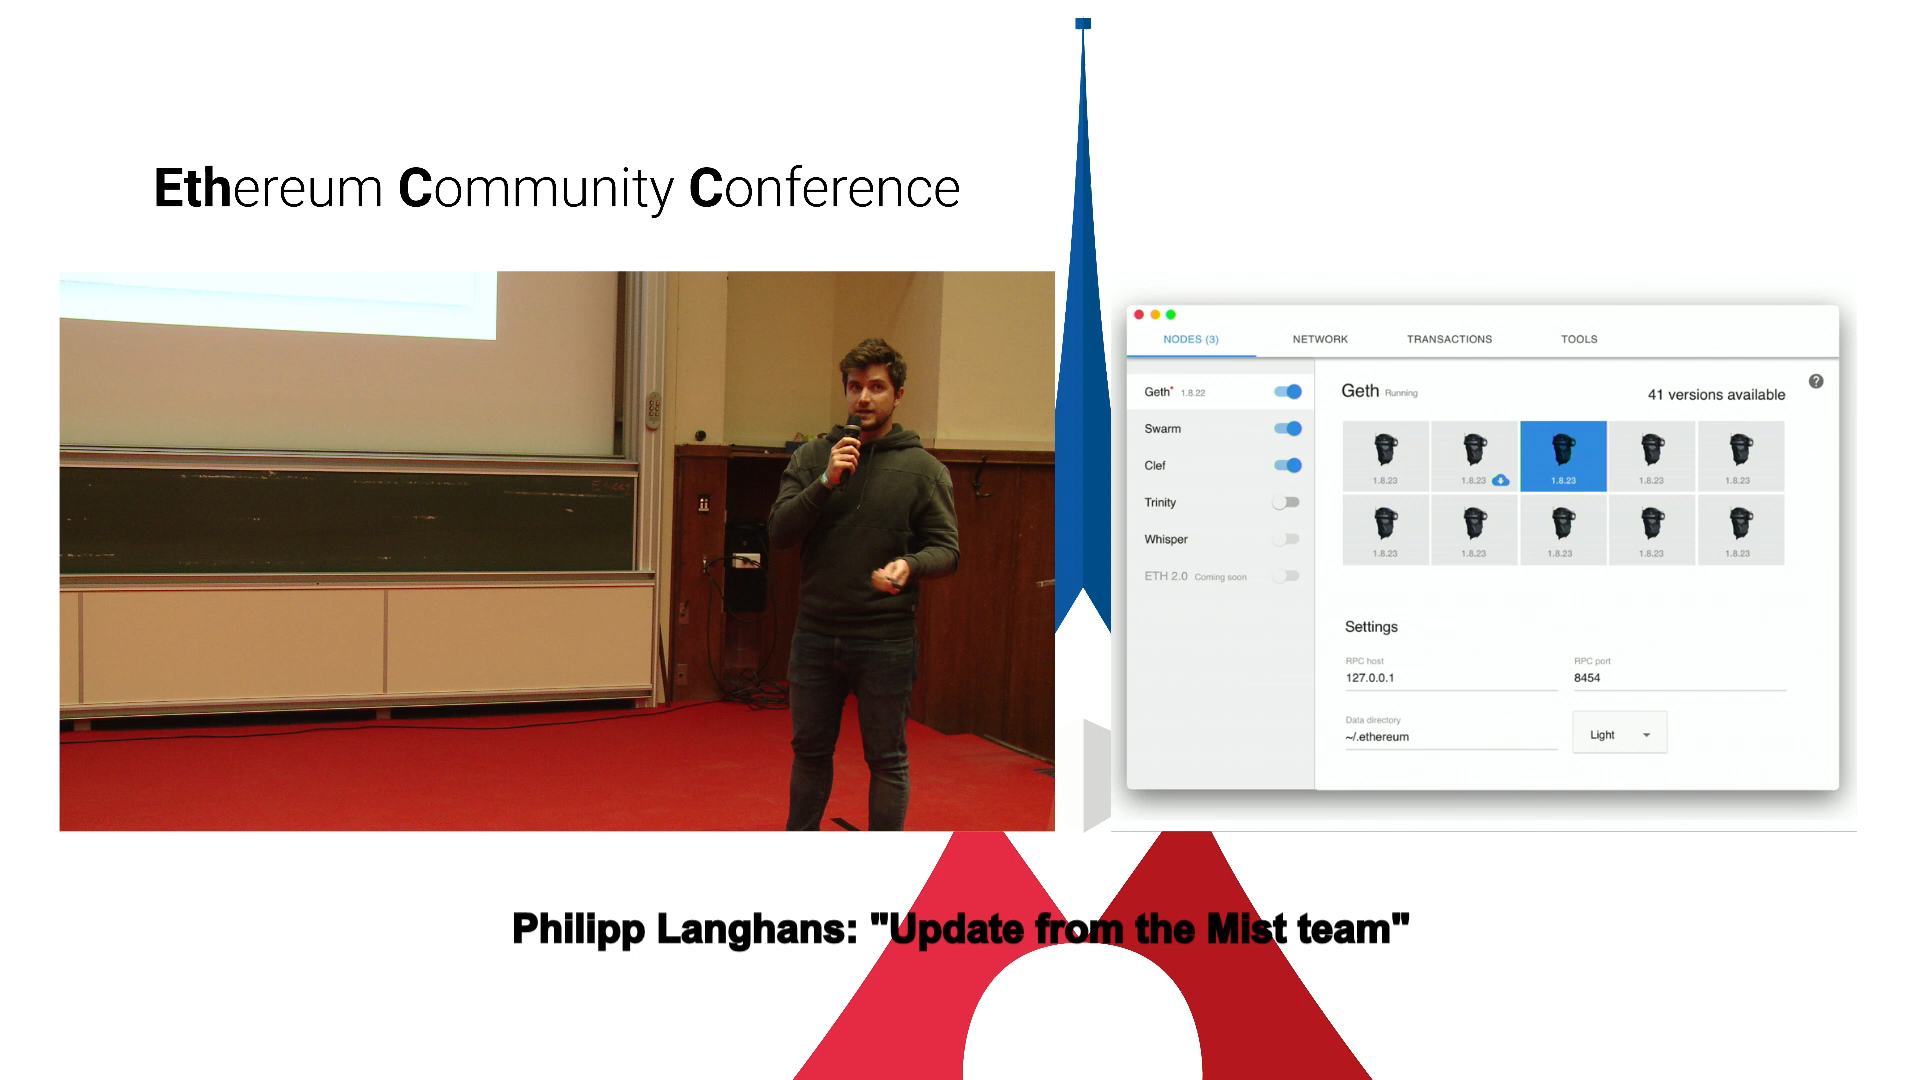 Ethereum Community Conference
NODES (3) NETWORK TRANSACTIONS TOOLS
Geth* 1.8.22
Swarm
Clef
Trinity
Whisper
ETH 2.0 Coming soon
Geth Running
41 versions available
?
1.8.23 1.8.23 1.8.23 1.8.23 1.8.23
1.8.23 1.8.23 1.8.23 1.8.23 1.8.23
Settings
RPC host
127.0.0.1
RPC port
8454
Data directory
~/.ethereum
Light
Philipp Langhans: "Update from the Mist team"